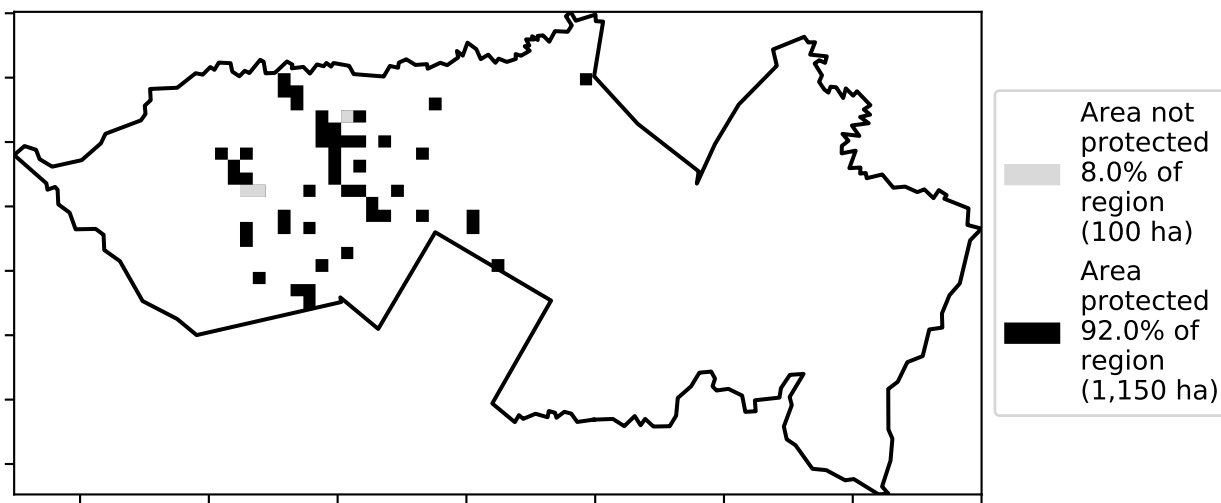 Area not
protected
8.0% of
region
(100 ha)
Area
protected
92.0% of
region
(1,150 ha)